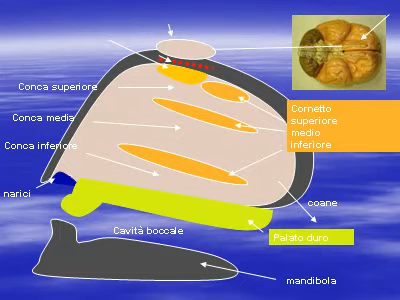 Conca superiore
Cornetto
superiore
medio
inferiore
Conca media
Conca inferiore
narici
coane
Cavità boccale
Palato duro
mandibola